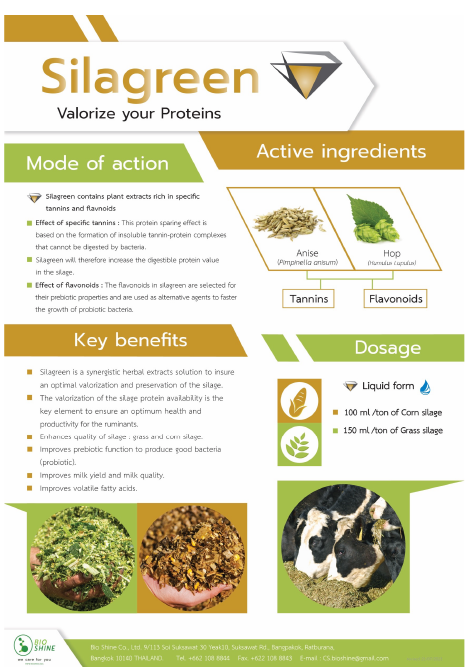 Silagreen
Valorize your Proteins
Mode of action
Silagreen contains plant extracts rich in specific
tannins and flavnoids
Effect of specific tannins : This protein sparing effect is
based on the formation of insoluble tannin-protein complexes
that cannot be digested by bacteria.
Silagreen will therefore increase the digestible protein value
in the silage.
Effect of flavonoids : The flavonoids in silagreen are selected for
their prebiotic properties and are used as alternative agents to faster
the growth of probiotic bacteria.
Active ingredients
Anise
(Pimpinella anisum)
Hop
(Humulus Lupulus)
Tannins
Flavonoids
Key benefits
Silagreen is a synergistic herbal extracts solution to insure
an optimal valorization and preservation of the silage.
The valorization of the silage protein availability is the
key element to ensure an optimum health and
productivity for the ruminants.
Enhances quality of silage : grass and corn silage.
Improves prebiotic function to produce good bacteria
(probiotic).
Improves milk yield and milk quality.
Improves volatile fatty acids.
Dosage
Liquid form
100 ml /ton of Corn silage
150 ml /ton of Grass silage
BIO
SHINE
we care for you
Bio Shine Co., Ltd. 9/113 Soi Suksawat 30 Yeak10, Suksawat Rd., Bangpakok, Ratburana,
Bangkok 10140 THAILAND Tel. +662 108 8844 Fax +622 108 8843 E-mail : CS.bioshine@gmail.com